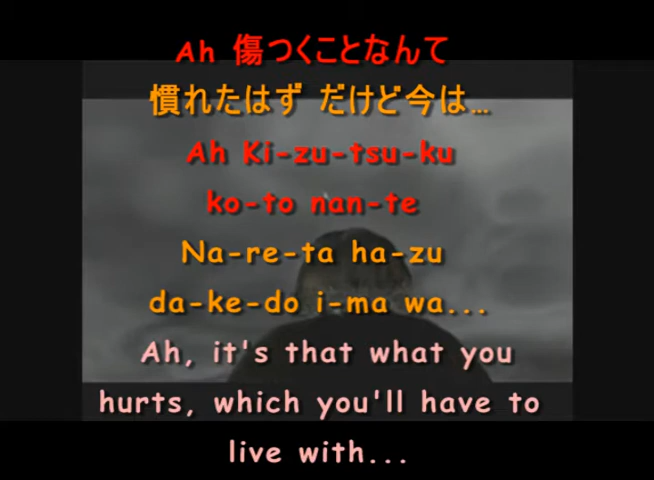 Ah 傷つくことなんて
慣れたはず だけど今は…
Ah Ki-zu-tsu-ku
ko-to nan-te
Na-re-ta ha-zu
da-ke-do i-ma wa...
Ah, it's that what you
hurts, which you'll have to
live with...